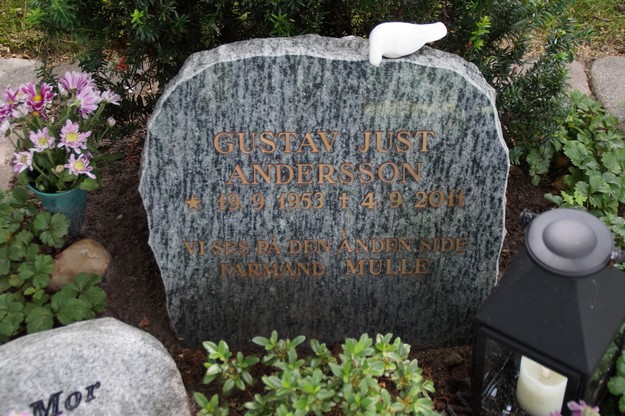 GUSTAV JUST
ANDERSSON
★ 19.9 1953 † 4.9 2011
VI SES PÅ DEN ANDEN SIDE
FARMAND MULLE
Mor